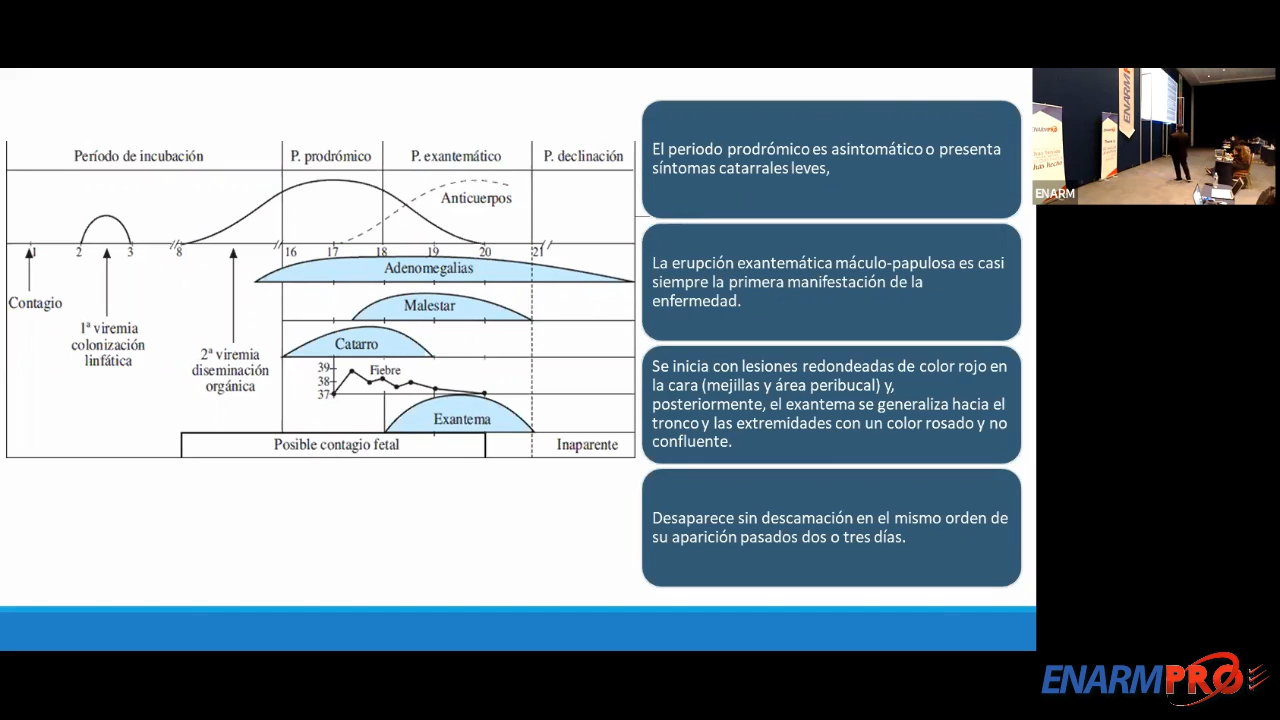 Período de incubación
P. prodrómico
P. exantemático
P. declinación
Anticuerpos
1
2
3
8
16
17
18
19
20
21
Adenomegalias
Contagio
Malestar
1ª viremia
colonización
linfática
2ª viremia
diseminación
orgánica
Catarro
39
38
37
Fiebre
Exantema
Posible contagio fetal
Inaparente
El periodo prodrómico es asintomático o presenta
síntomas catarrales leves,
La erupción exantemática máculo-papulosa es casi
siempre la primera manifestación de la
enfermedad.
Se inicia con lesiones redondeadas de color rojo en
la cara (mejillas y área peribucal) y,
posteriormente, el exantema se generaliza hacia el
tronco y las extremidades con un color rosado y no
confluente.
Desaparece sin descamación en el mismo orden de
su aparición pasados dos o tres días.
ENARM
ENARMPRO